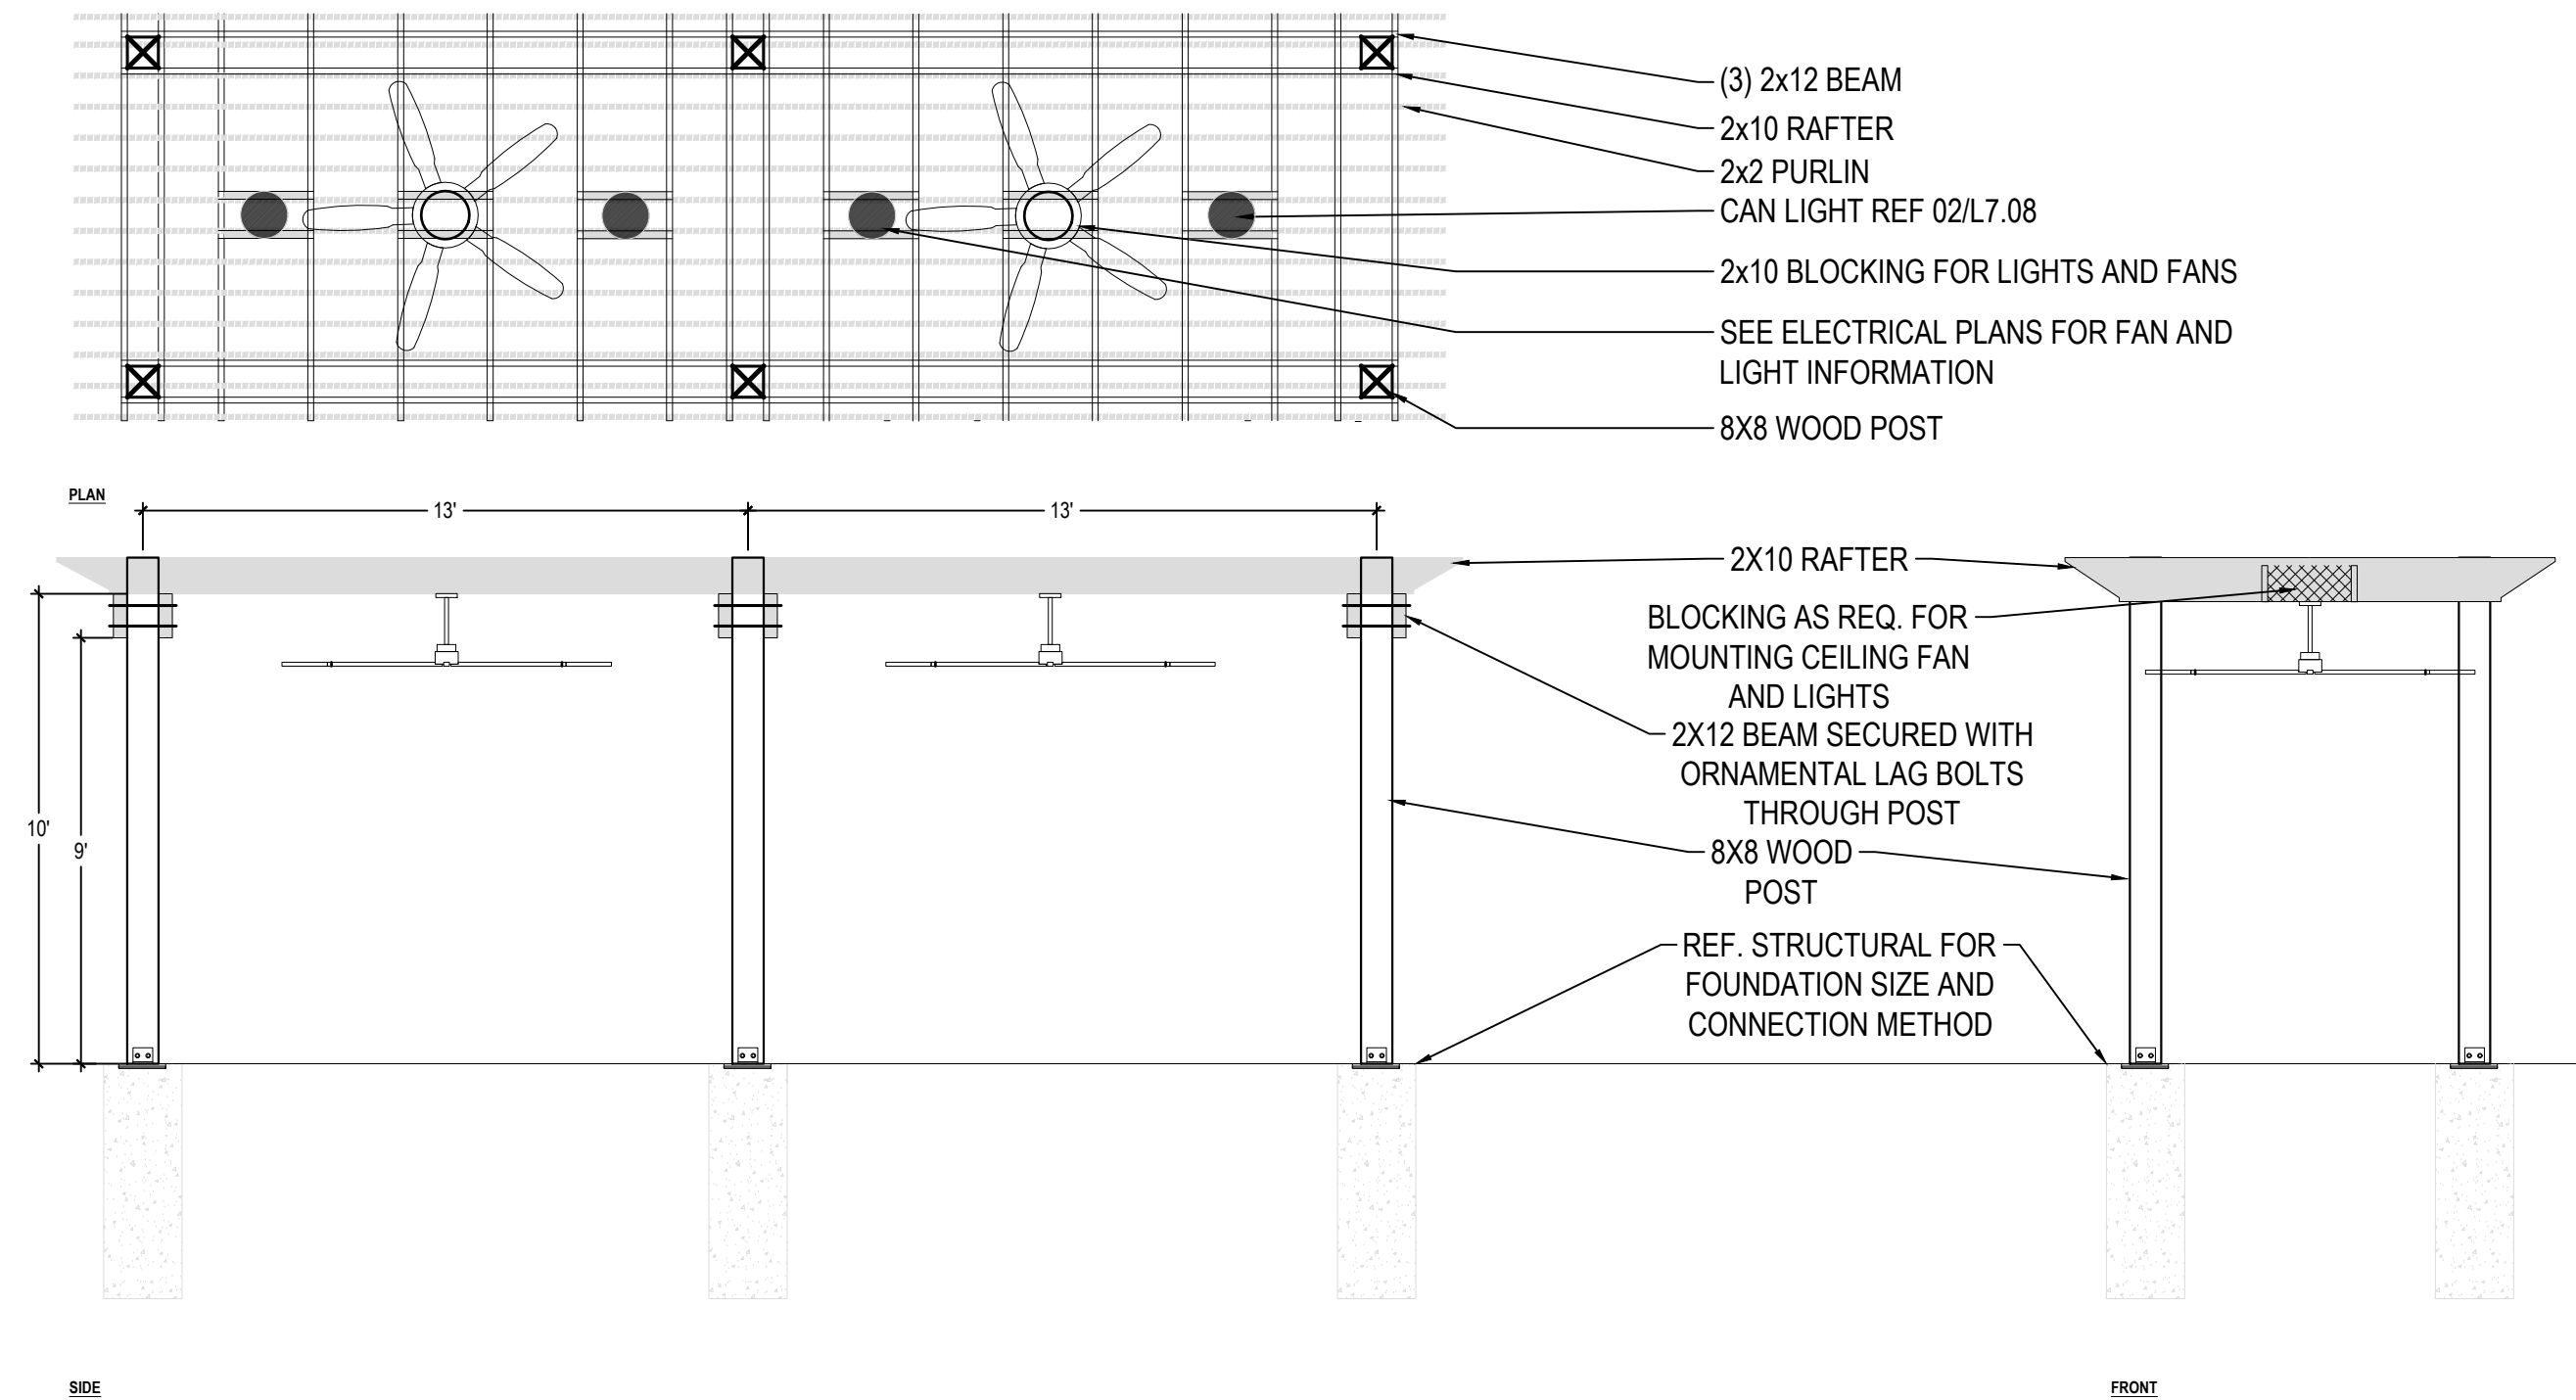 (3) 2x12 BEAM
2x10 RAFTER
2x2 PURLIN
CAN LIGHT REF 02/L7.08
2x10 BLOCKING FOR LIGHTS AND FANS
SEE ELECTRICAL PLANS FOR FAN AND
LIGHT INFORMATION
8X8 WOOD POST
PLAN
13'
13'
2X10 RAFTER
BLOCKING AS REQ. FOR
MOUNTING CEILING FAN
AND LIGHTS
2X12 BEAM SECURED WITH
ORNAMENTAL LAG BOLTS
THROUGH POST
10'
9'
8X8 WOOD
POST
REF. STRUCTURAL FOR
FOUNDATION SIZE AND
CONNECTION METHOD
SIDE
FRONT